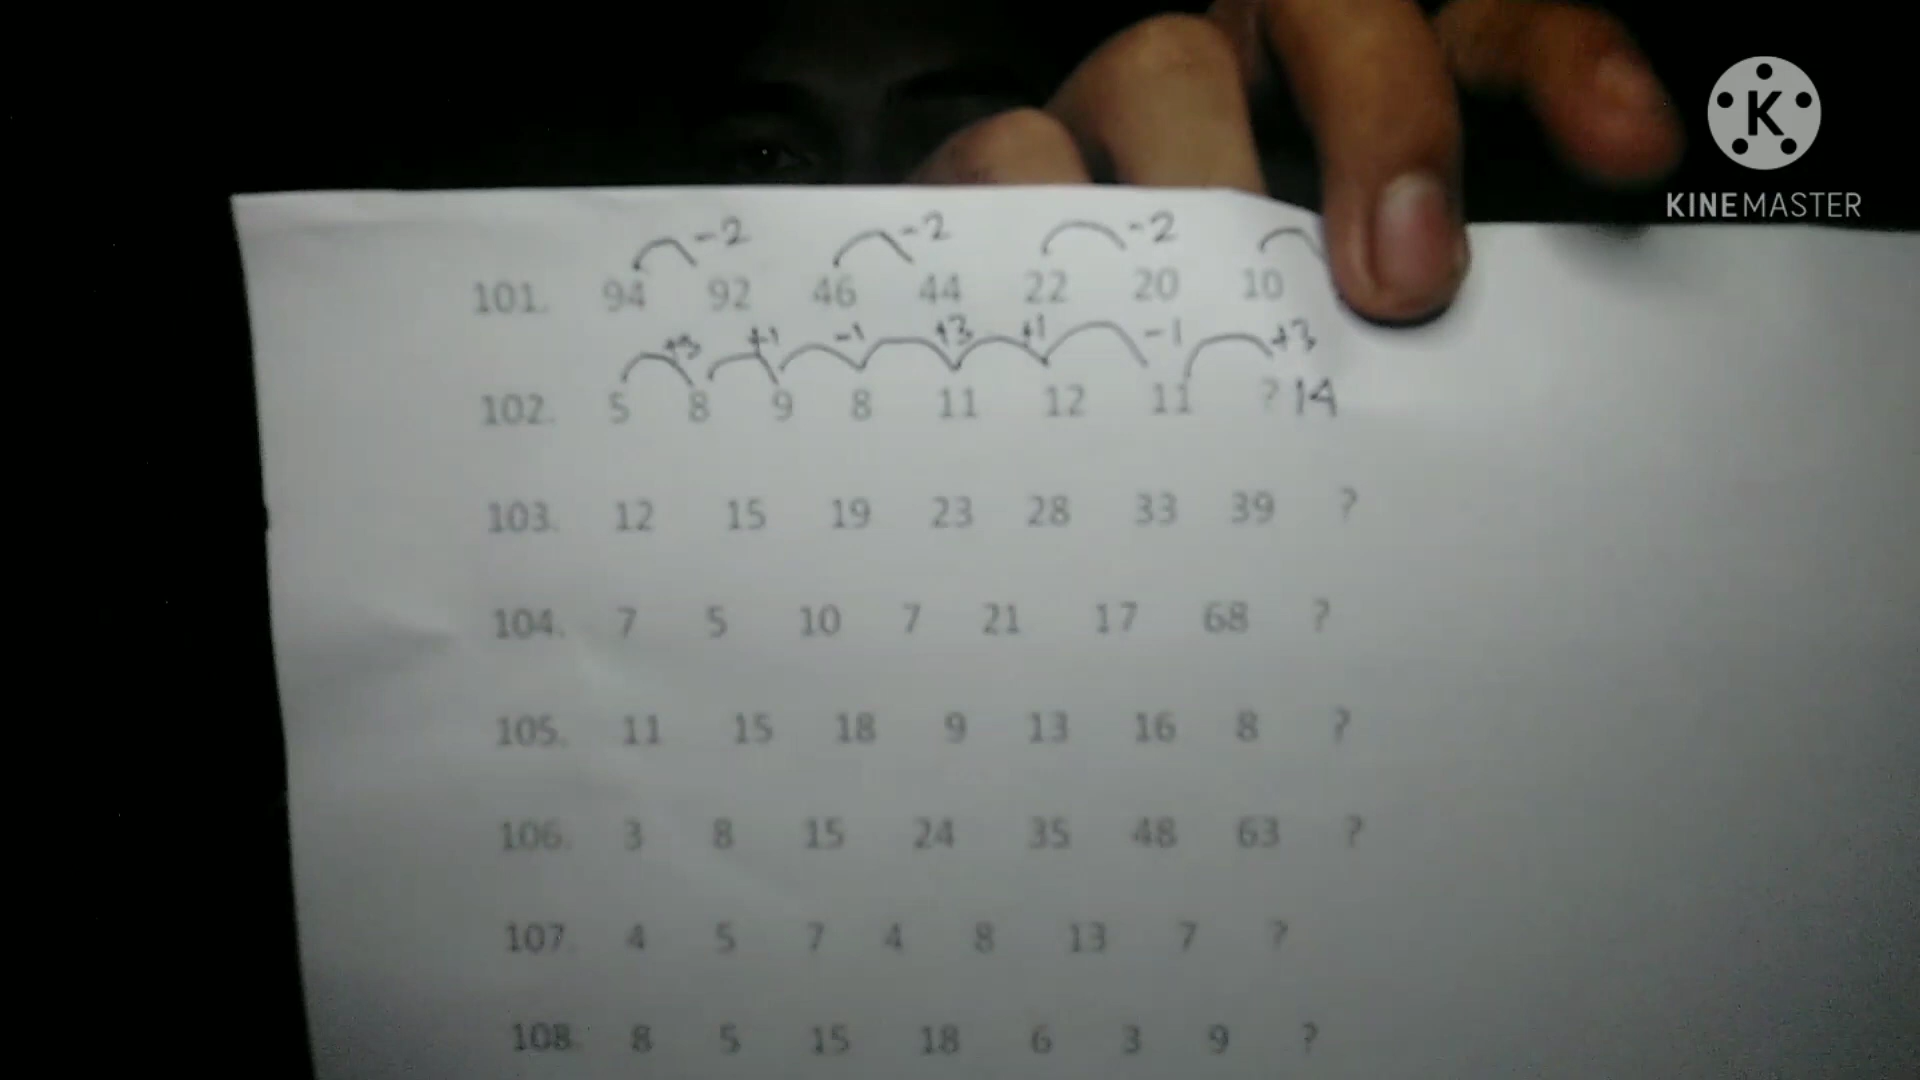 K
KINEMASTER
-2 -2 -2
101. 94 92 46 44 22 20 10
+3 +1 -1 +3 +1 -1 +3
102. 5 8 9 8 11 12 11 ? 14
103. 12 15 19 23 28 33 39 ?
104. 7 5 10 7 21 17 68 ?
105. 11 15 18 9 13 16 8 ?
106. 3 8 15 24 35 48 63 ?
107. 4 5 7 4 8 13 7 ?
108. 8 5 15 18 6 3 9 ?